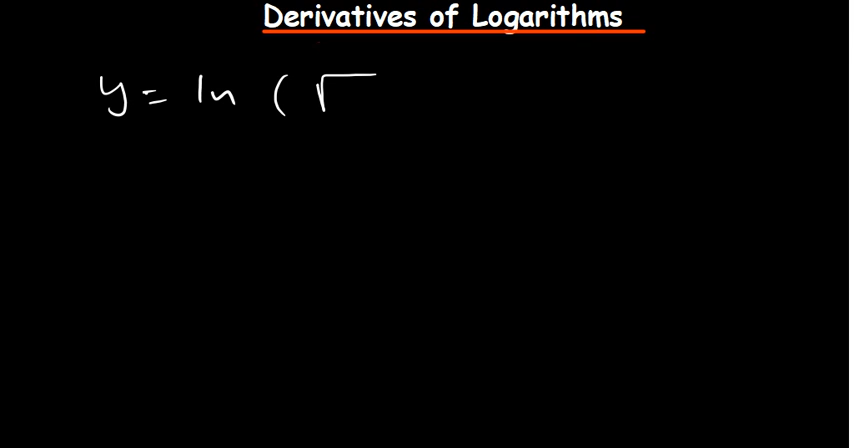 Derivatives of Logarithms
y = ln ( √